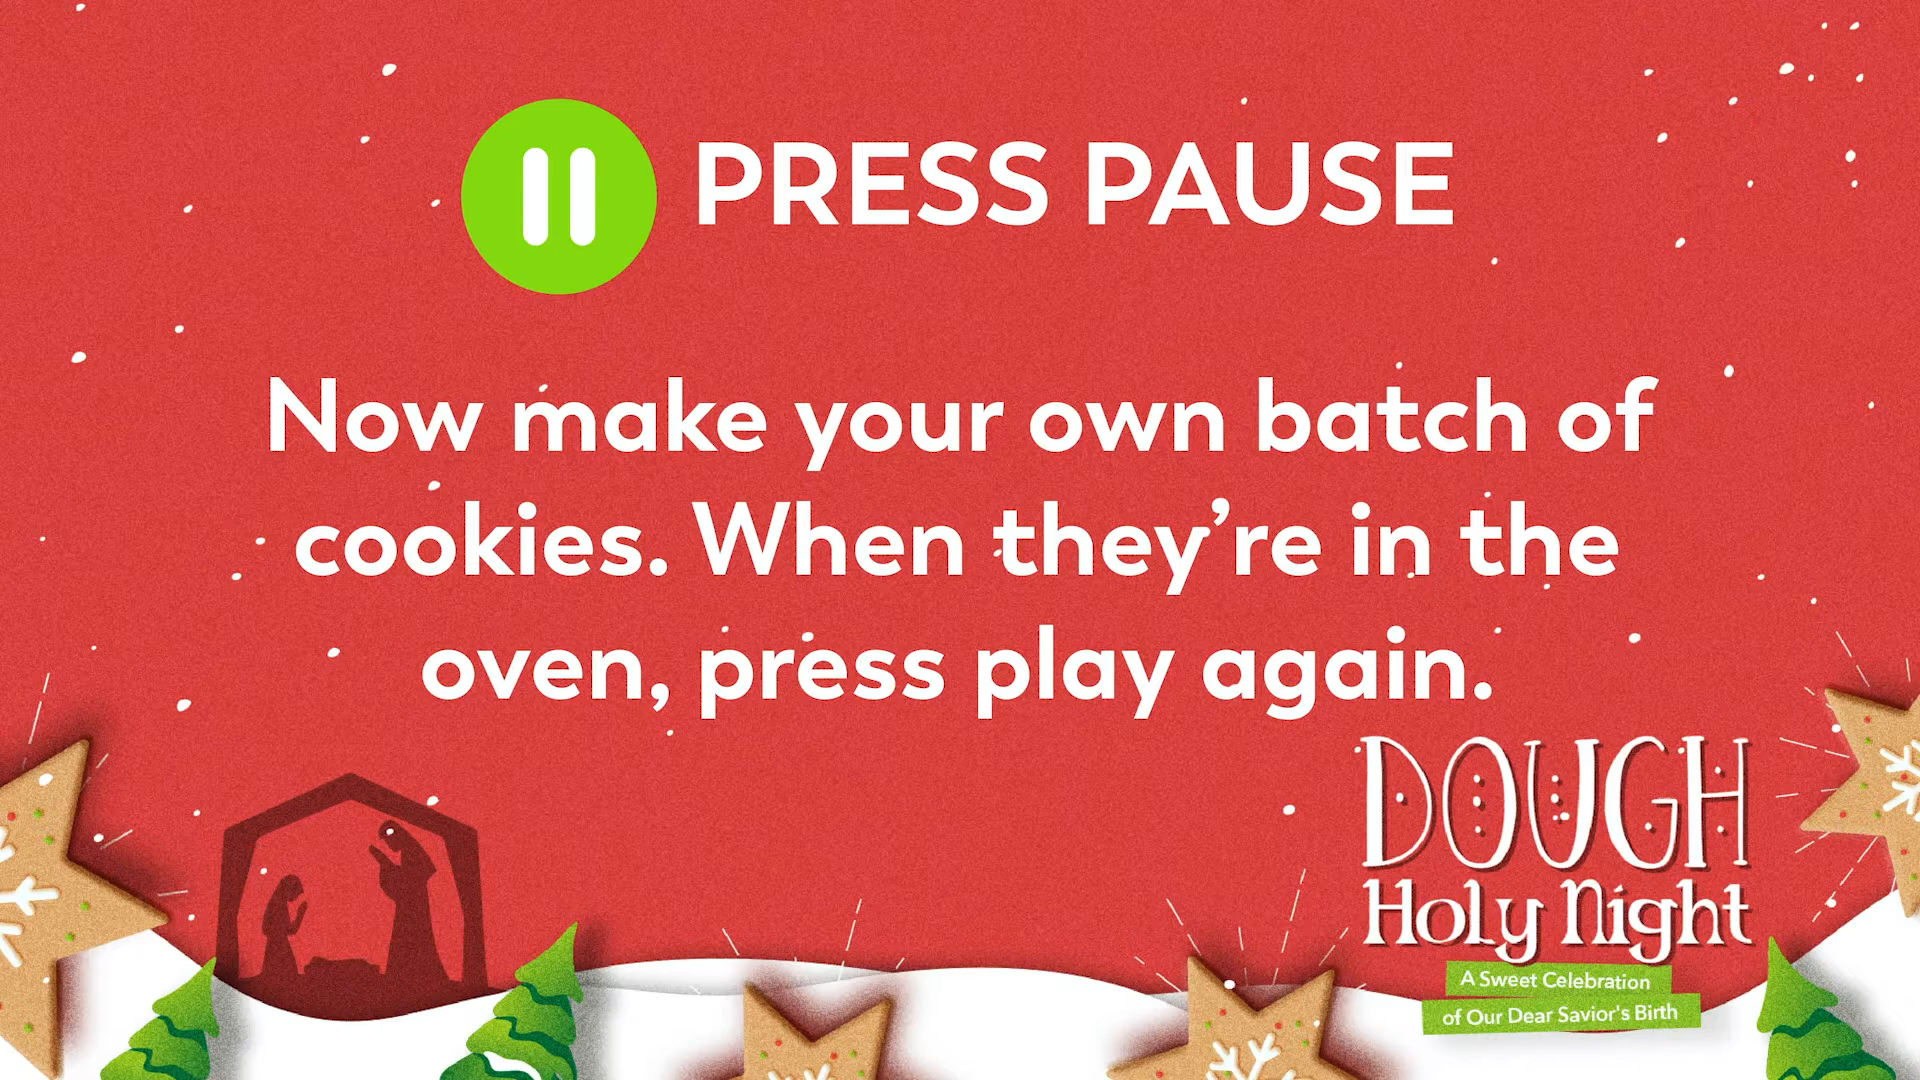 PRESS PAUSE
Now make your own batch of
cookies. When they’re in the
oven, press play again.
DOUGH
Holy Night
A Sweet Celebration
of Our Dear Savior's Birth